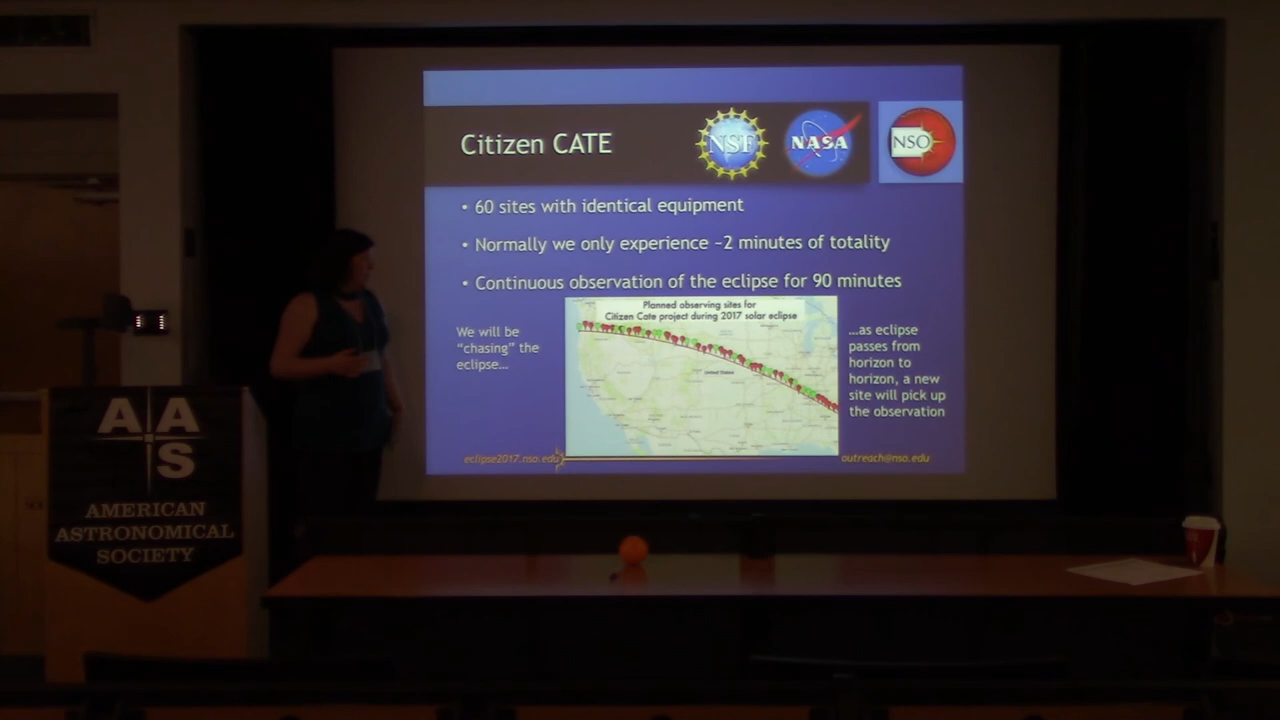 Citizen CATE
NSF
NASA
NSO
• 60 sites with identical equipment
• Normally we only experience ~2 minutes of totality
• Continuous observation of the eclipse for 90 minutes
Planned observing sites for
Citizen Cate project during 2017 solar eclipse
United States
We will be
“chasing” the
eclipse…
…as eclipse
passes from
horizon to
horizon, a new
site will pick up
the observation
eclipse2017.nso.edu
outreach@nso.edu
AAS
AMERICAN
ASTRONOMICAL
SOCIETY